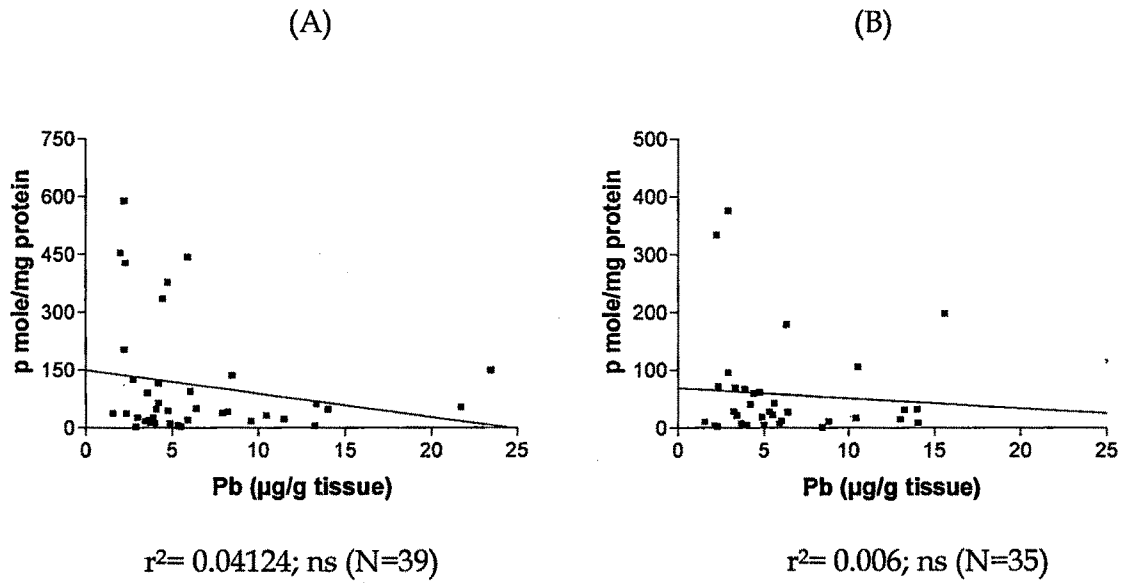 (A)
(B)
750
600
450
300
150
0
p mole/mg protein
0 5 10 15 20 25
Pb (µg/g tissue)
500
400
300
200
100
0
p mole/mg protein
0 5 10 15 20 25
Pb (µg/g tissue)
r²= 0.04124; ns (N=39)
r²= 0.006; ns (N=35)